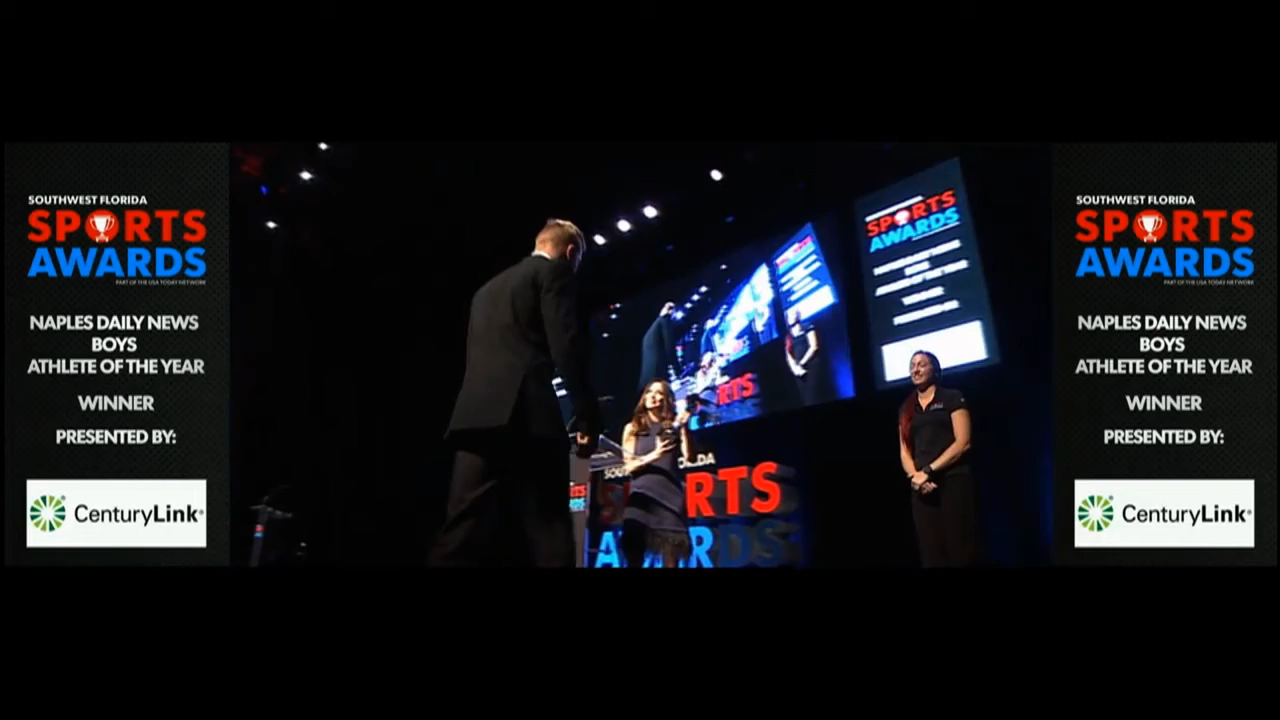 SOUTHWEST FLORIDA
SPORTS
AWARDS
PART OF THE USA TODAY NETWORK
NAPLES DAILY NEWS
BOYS
ATHLETE OF THE YEAR
WINNER
PRESENTED BY:
CenturyLink
SPORTS
AWARDS
RTS
RTS
AWARDS
SOUTHWEST FLORIDA
SPORTS
AWARDS
PART OF THE USA TODAY NETWORK
NAPLES DAILY NEWS
BOYS
ATHLETE OF THE YEAR
WINNER
PRESENTED BY:
CenturyLink